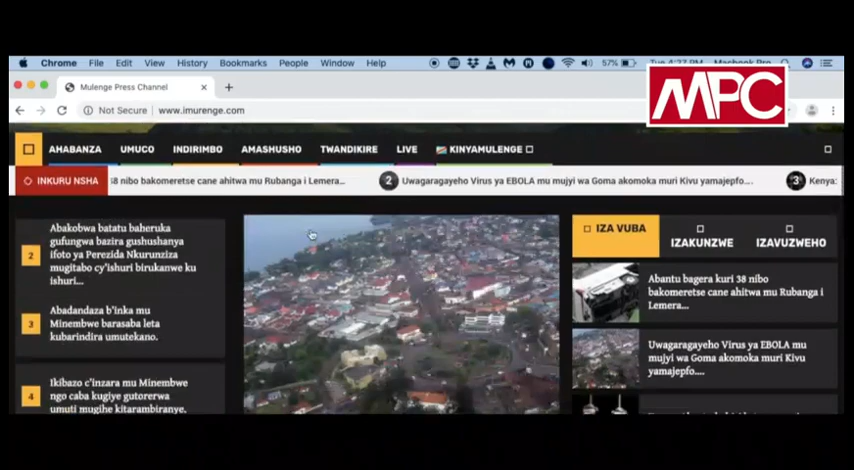 Chrome File Edit View History Bookmarks People Window Help 57%
MPC
Mulenge Press Channel
Not Secure | www.imurenge.com
AHABANZA UMUCO INDIRIMBO AMASHUSHO TWANDIKIRE LIVE KINYAMULENGE
INKURU NSHA 38 nibo bakomeretse cane ahitwa mu Rubanga i Lemera... 2 Uwagaragayeho Virus ya EBOLA mu mujyi wa Goma akomoka muri Kivu yamajepfo.... 3 Kenya:
2
Abakobwa batatu baheruka
gufungwa bazira gushushanya
ifoto ya Perezida Nkurunziza
mugitabo cy'ishuri birukanwe ku
ishuri...
3
Abadandaza b'inka mu
Minembwe barasaba leta
kubarindira umutekano.
4
Ikibazo c'inzara mu Minembwe
ngo caba kugiye gutorerwa
umuti mugihe kitarambiranye.
IZA VUBA IZAKUNZWE IZAVUZWEHO
Abantu bagera kuri 38 nibo
bakomeretse cane ahitwa mu Rubanga i
Lemera...
Uwagaragayeho Virus ya EBOLA mu
mujyi wa Goma akomoka muri Kivu
yamajepfo....